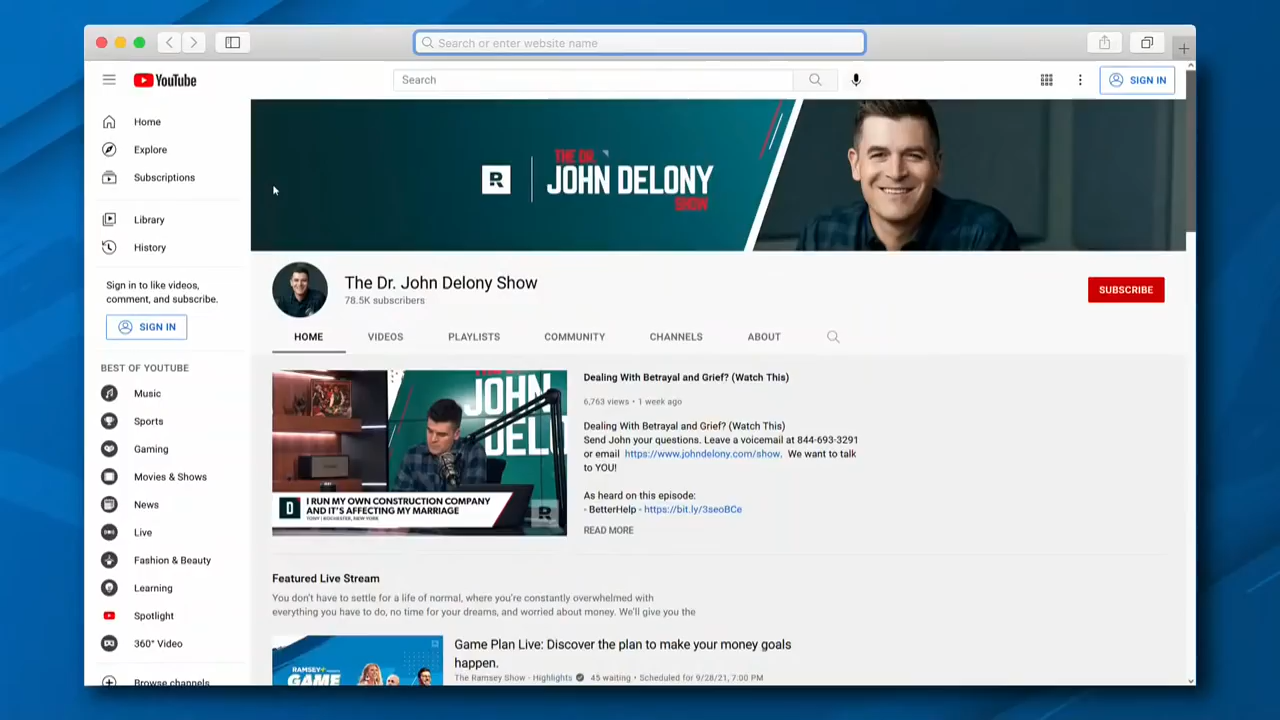 Search or enter website name
YouTube
Search
SIGN IN
Home
Explore
Subscriptions
Library
History
Sign in to like videos,
comment, and subscribe.
SIGN IN
BEST OF YOUTUBE
Music
Sports
Gaming
Movies & Shows
News
Live
Fashion & Beauty
Learning
Spotlight
360° Video
Browse channels
R
THE DR.
JOHN DELONY
SHOW
The Dr. John Delony Show
78.5K subscribers
SUBSCRIBE
HOME
VIDEOS
PLAYLISTS
COMMUNITY
CHANNELS
ABOUT
JOHN
DELO
D
I RUN MY OWN CONSTRUCTION COMPANY
AND IT'S AFFECTING MY MARRIAGE
TONY | ROCHESTER, NEW YORK
R
Dealing With Betrayal and Grief? (Watch This)
6,763 views • 1 week ago
Dealing With Betrayal and Grief? (Watch This)
Send John your questions. Leave a voicemail at 844-693-3291
or email https://www.johndelony.com/show. We want to talk
to YOU!
As heard on this episode:
- BetterHelp - https://bit.ly/3seoBCe
READ MORE
Featured Live Stream
You don't have to settle for a life of normal, where you're constantly overwhelmed with
everything you have to do, no time for your dreams, and worried about money. We'll give you the
RAMSEY+
GAME
Game Plan Live: Discover the plan to make your money goals
happen.
The Ramsey Show - Highlights
45 waiting • Scheduled for 9/28/21, 7:00 PM